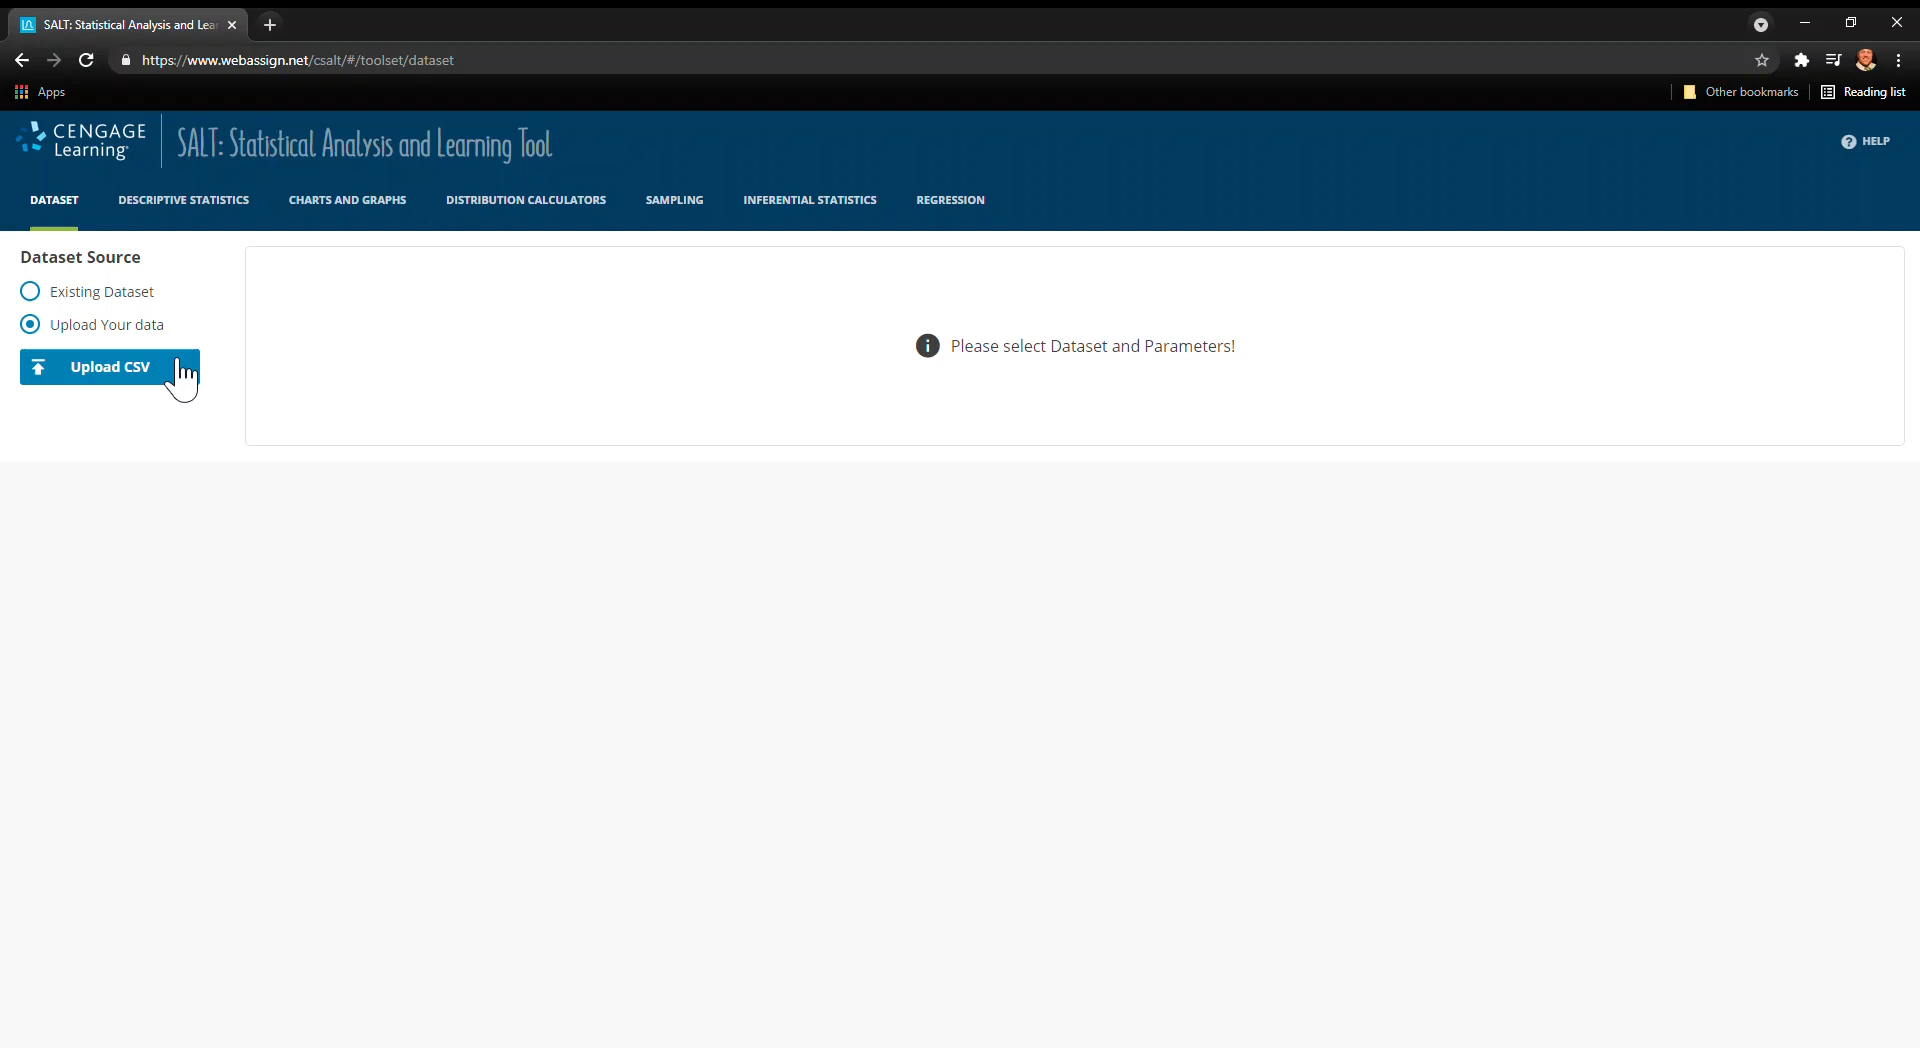 SALT: Statistical Analysis and Lea
https://www.webassign.net/csalt/#/toolset/dataset
Apps
Other bookmarks
Reading list
CENGAGE
Learning
SALT: Statistical Analysis and Learning Tool
HELP
DATASET
DESCRIPTIVE STATISTICS
CHARTS AND GRAPHS
DISTRIBUTION CALCULATORS
SAMPLING
INFERENTIAL STATISTICS
REGRESSION
Dataset Source
Existing Dataset
Upload Your data
Upload CSV
Please select Dataset and Parameters!